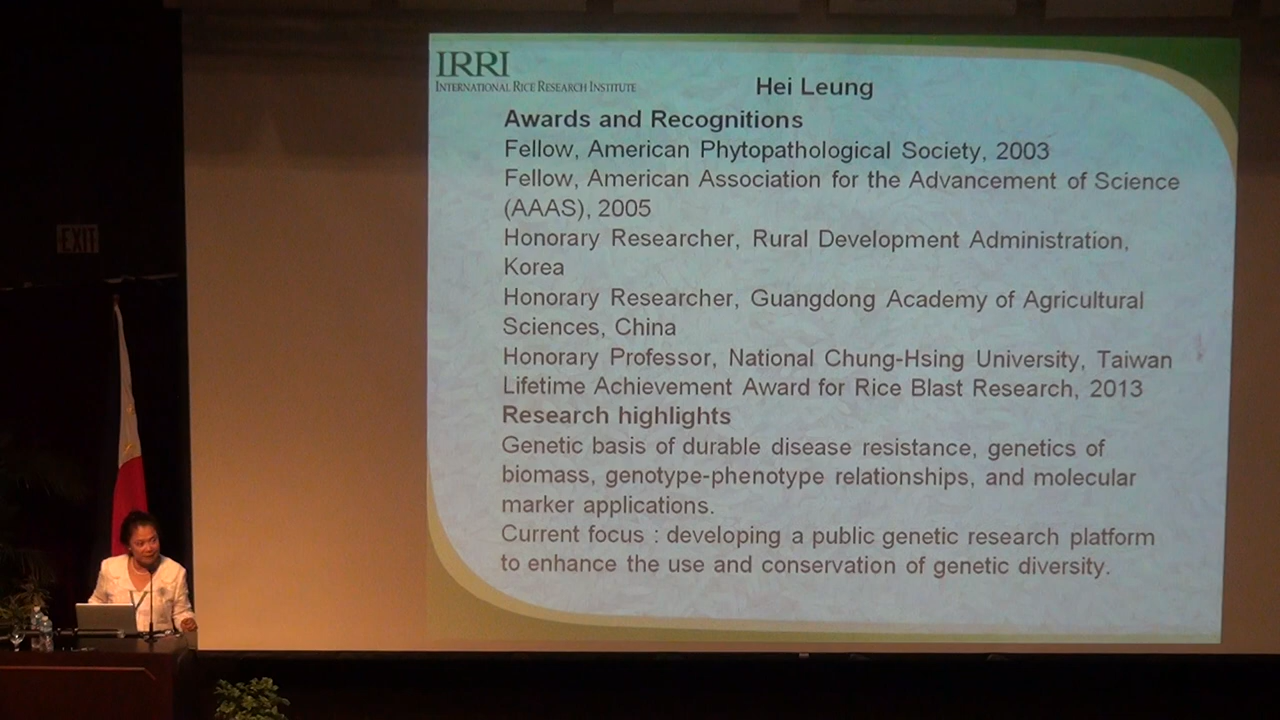 EXIT
IRRI
INTERNATIONAL RICE RESEARCH INSTITUTE
Hei Leung
Awards and Recognitions
Fellow, American Phytopathological Society, 2003
Fellow, American Association for the Advancement of Science
(AAAS), 2005
Honorary Researcher, Rural Development Administration,
Korea
Honorary Researcher, Guangdong Academy of Agricultural
Sciences, China
Honorary Professor, National Chung-Hsing University, Taiwan
Lifetime Achievement Award for Rice Blast Research, 2013
Research highlights
Genetic basis of durable disease resistance, genetics of
biomass, genotype-phenotype relationships, and molecular
marker applications.
Current focus : developing a public genetic research platform
to enhance the use and conservation of genetic diversity.